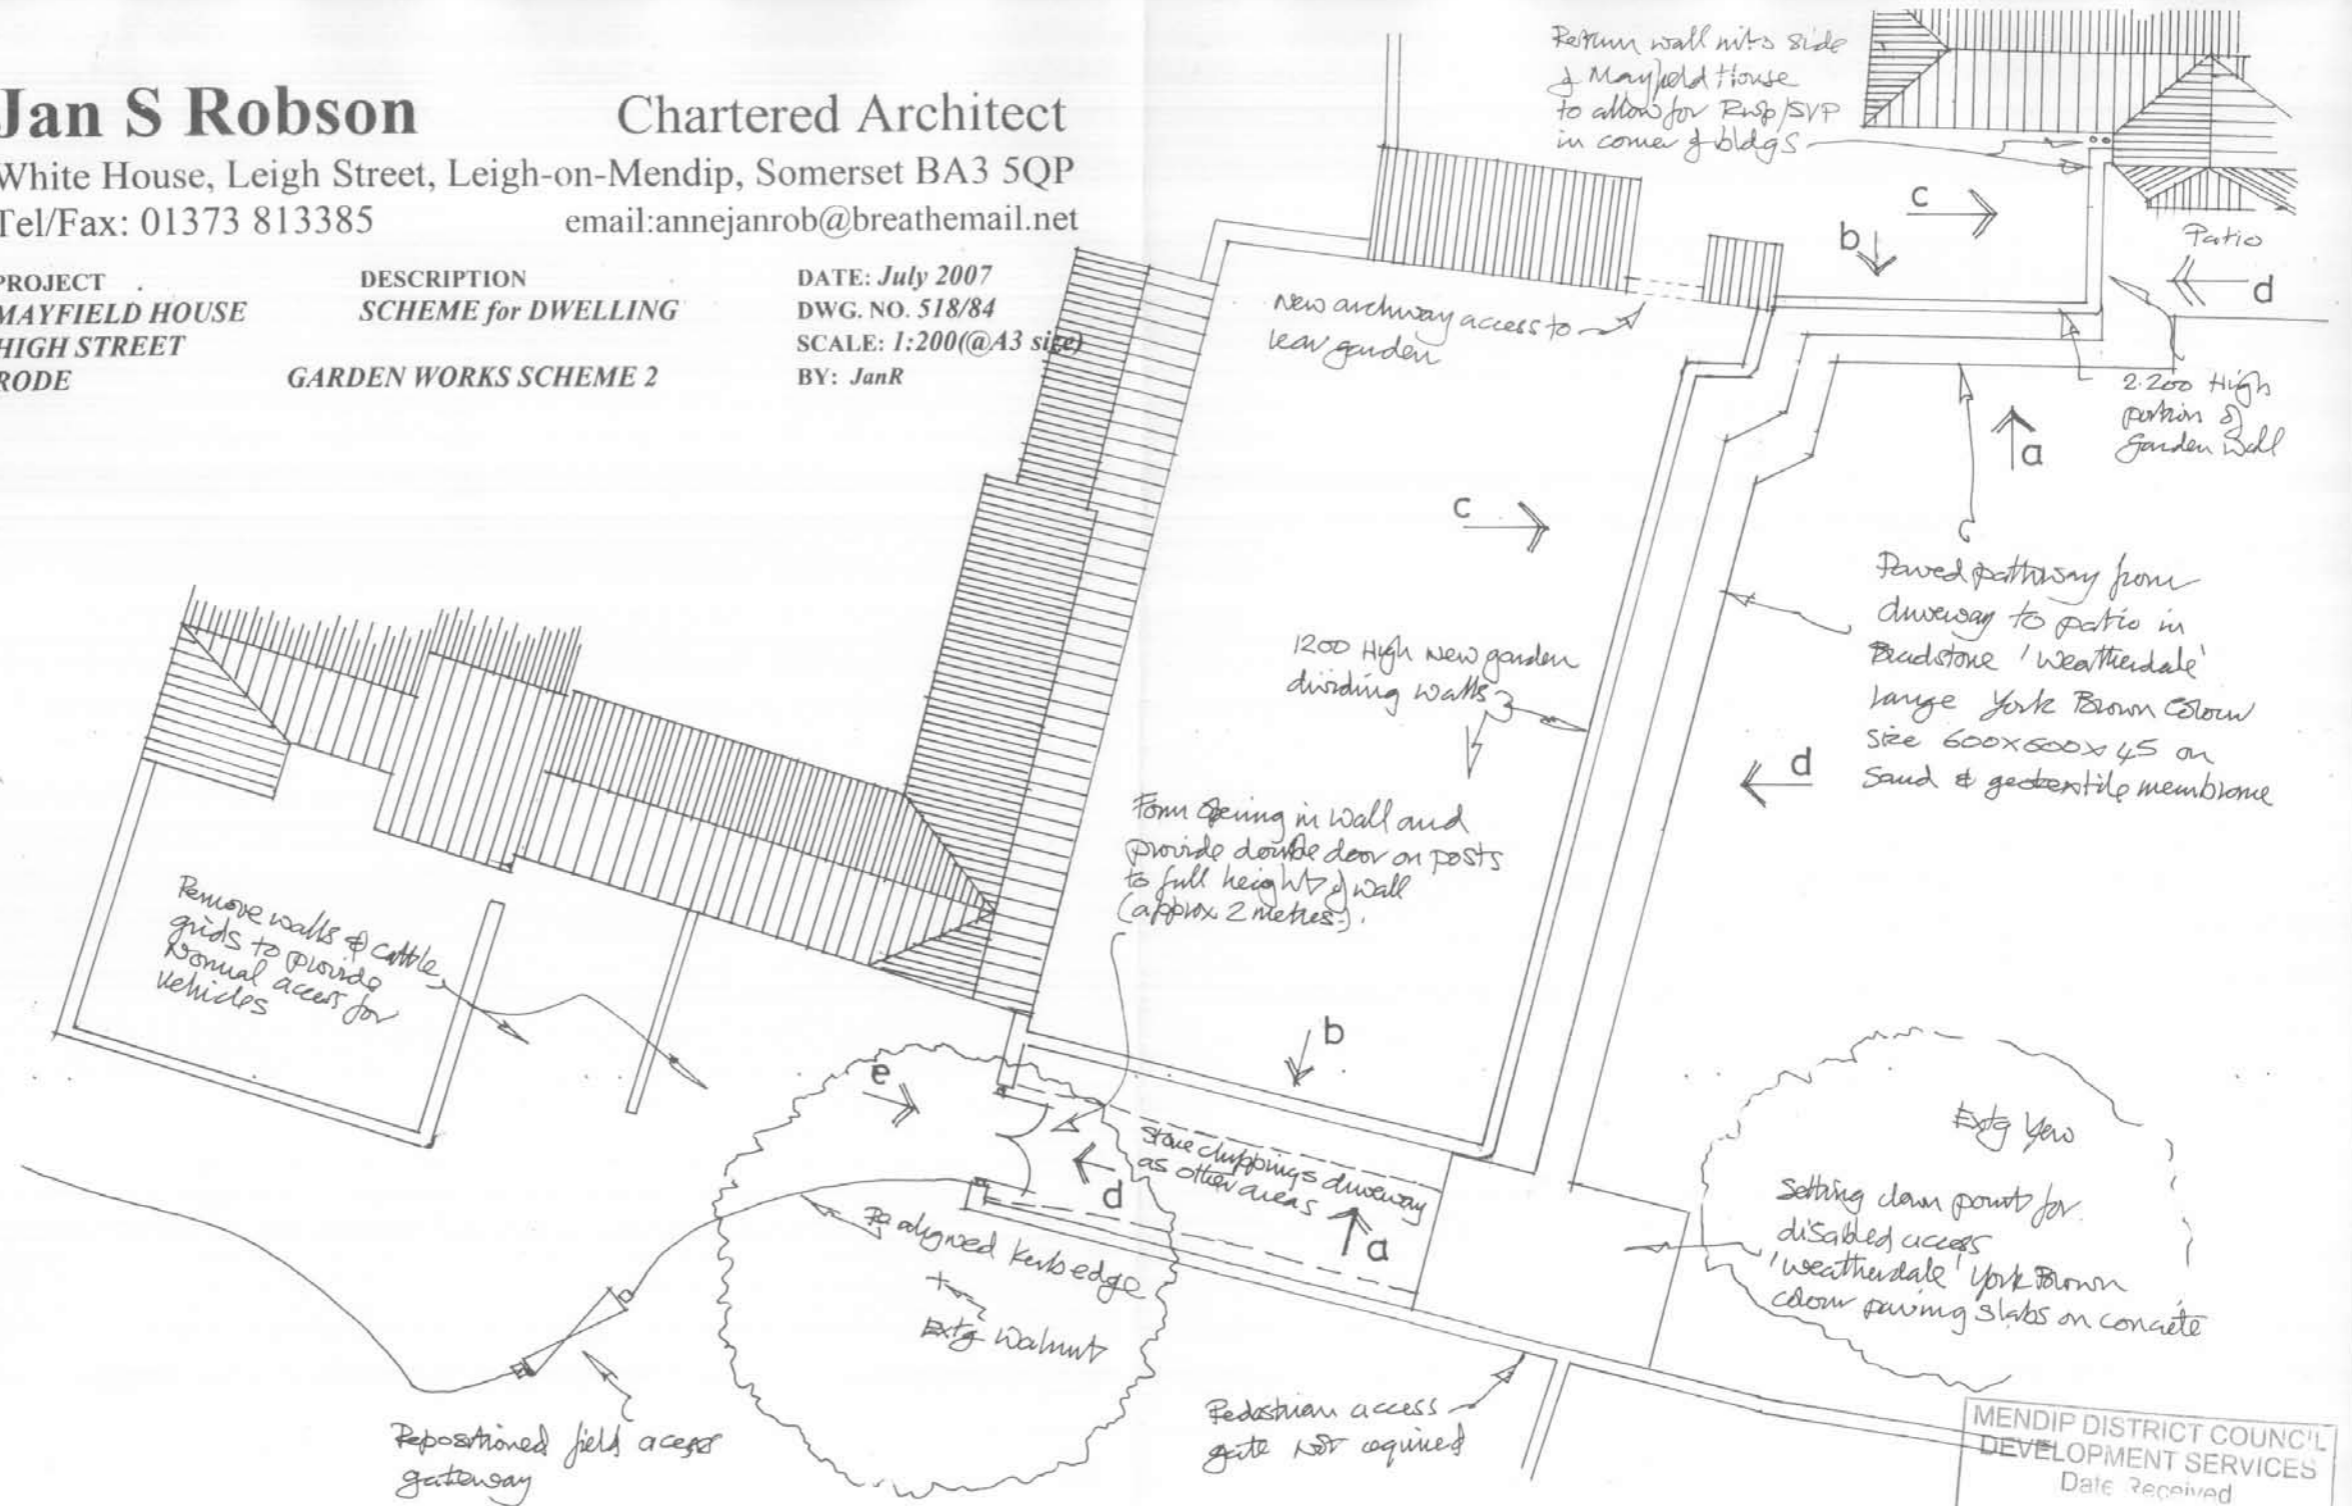 Jan S Robson Chartered Architect
White House, Leigh Street, Leigh-on-Mendip, Somerset BA3 5QP
Tel/Fax: 01373 813385 email:annejanrob@breathemail.net
PROJECT DESCRIPTION DATE: July 2007
MAYFIELD HOUSE SCHEME for DWELLING DWG. NO. 518/84
HIGH STREET SCALE: 1:200(@A3 size)
RODE GARDEN WORKS SCHEME 2 BY: JanR
Return wall into side
of Mayfield House
to allow for Rwp/SVP
in corner of bldgs
c
b
Patio
d
New archway access to
rear garden
2.200 High
portion of
Garden Wall
a
c
Paved pathway from
driveway to patio in
Bradstone 'Weatherdale'
range York Brown Colour
size 600x600x45 on
Sand & geotextile membrane
1200 High new garden
dividing walls
d
Form opening in wall and
provide double door on posts
to full height of wall
(approx 2 metres).
Remove walls & cattle
grids to provide
Normal access for
vehicles
b
e
Stone chippings driveway
as other areas
d
a
Extg Yew
Setting down point for
disabled access
'Weatherdale' York Brown
colour paving slabs on concrete
Realigned kerb edge
Extg Walnut
Repositioned field access
gateway
Pedestrian access
gate not required
MENDIP DISTRICT COUNCIL
DEVELOPMENT SERVICES
Date Received